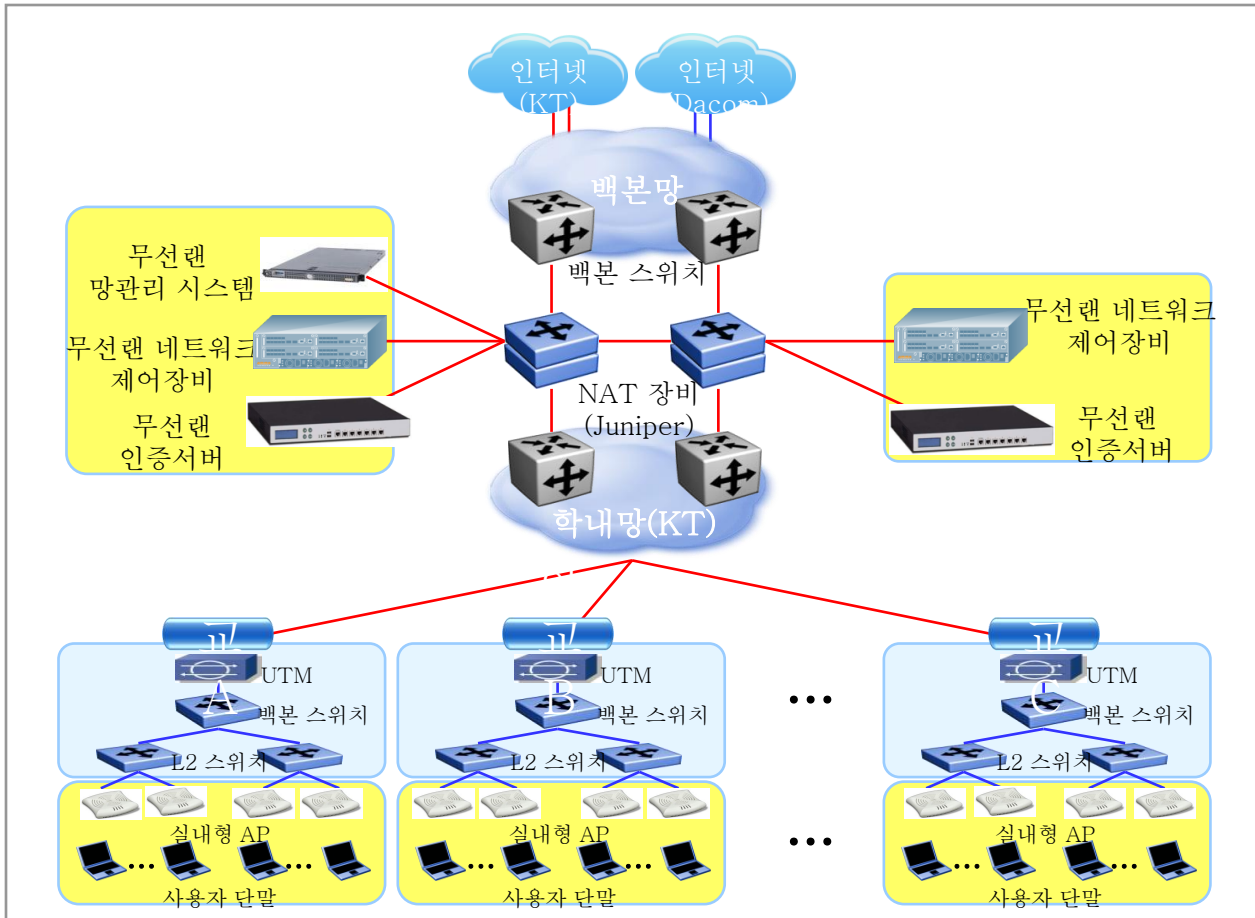 인터넷
(KT)
인터넷
(Dacom)
백본망
백본 스위치
무선랜
망관리 시스템
무선랜 네트워크
제어장비
무선랜
인증서버
NAT 장비
(Juniper)
무선랜 네트워크
제어장비
무선랜
인증서버
학내망(KT)
UTM
A
백본 스위치
L2 스위치
실내형 AP
사용자 단말
UTM
B
백본 스위치
L2 스위치
실내형 AP
사용자 단말
...
...
UTM
C
백본 스위치
L2 스위치
실내형 AP
사용자 단말